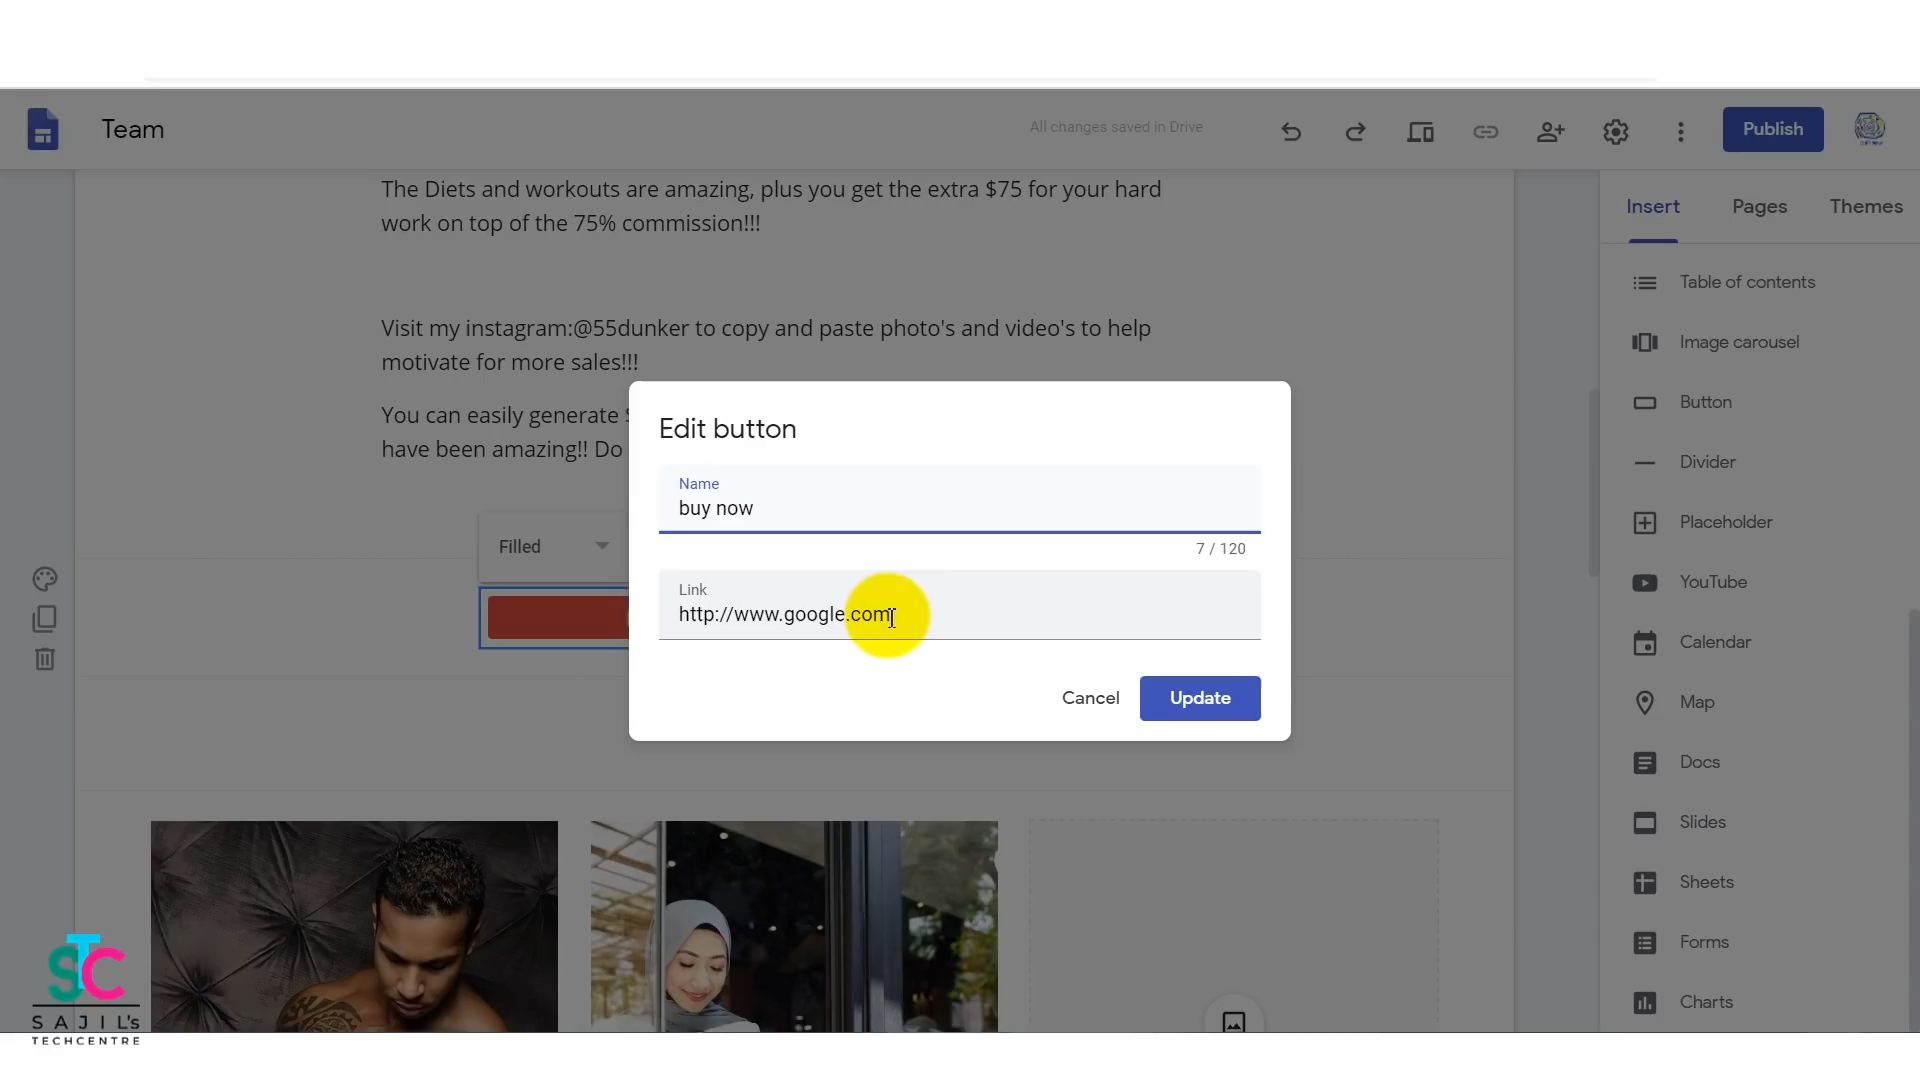 Team
All changes saved in Drive
Publish
The Diets and workouts are amazing, plus you get the extra $75 for your hard
work on top of the 75% commission!!!
Visit my instagram:@55dunker to copy and paste photo's and video's to help
motivate for more sales!!!
You can easily generate
have been amazing!! Do
Filled
Edit button
Name
buy now
7 / 120
Link
http://www.google.com
Cancel
Update
Insert
Pages
Themes
Table of contents
Image carousel
Button
Divider
Placeholder
YouTube
Calendar
Map
Docs
Slides
Sheets
Forms
Charts
STC
SAJIL's
TECHCENTRE